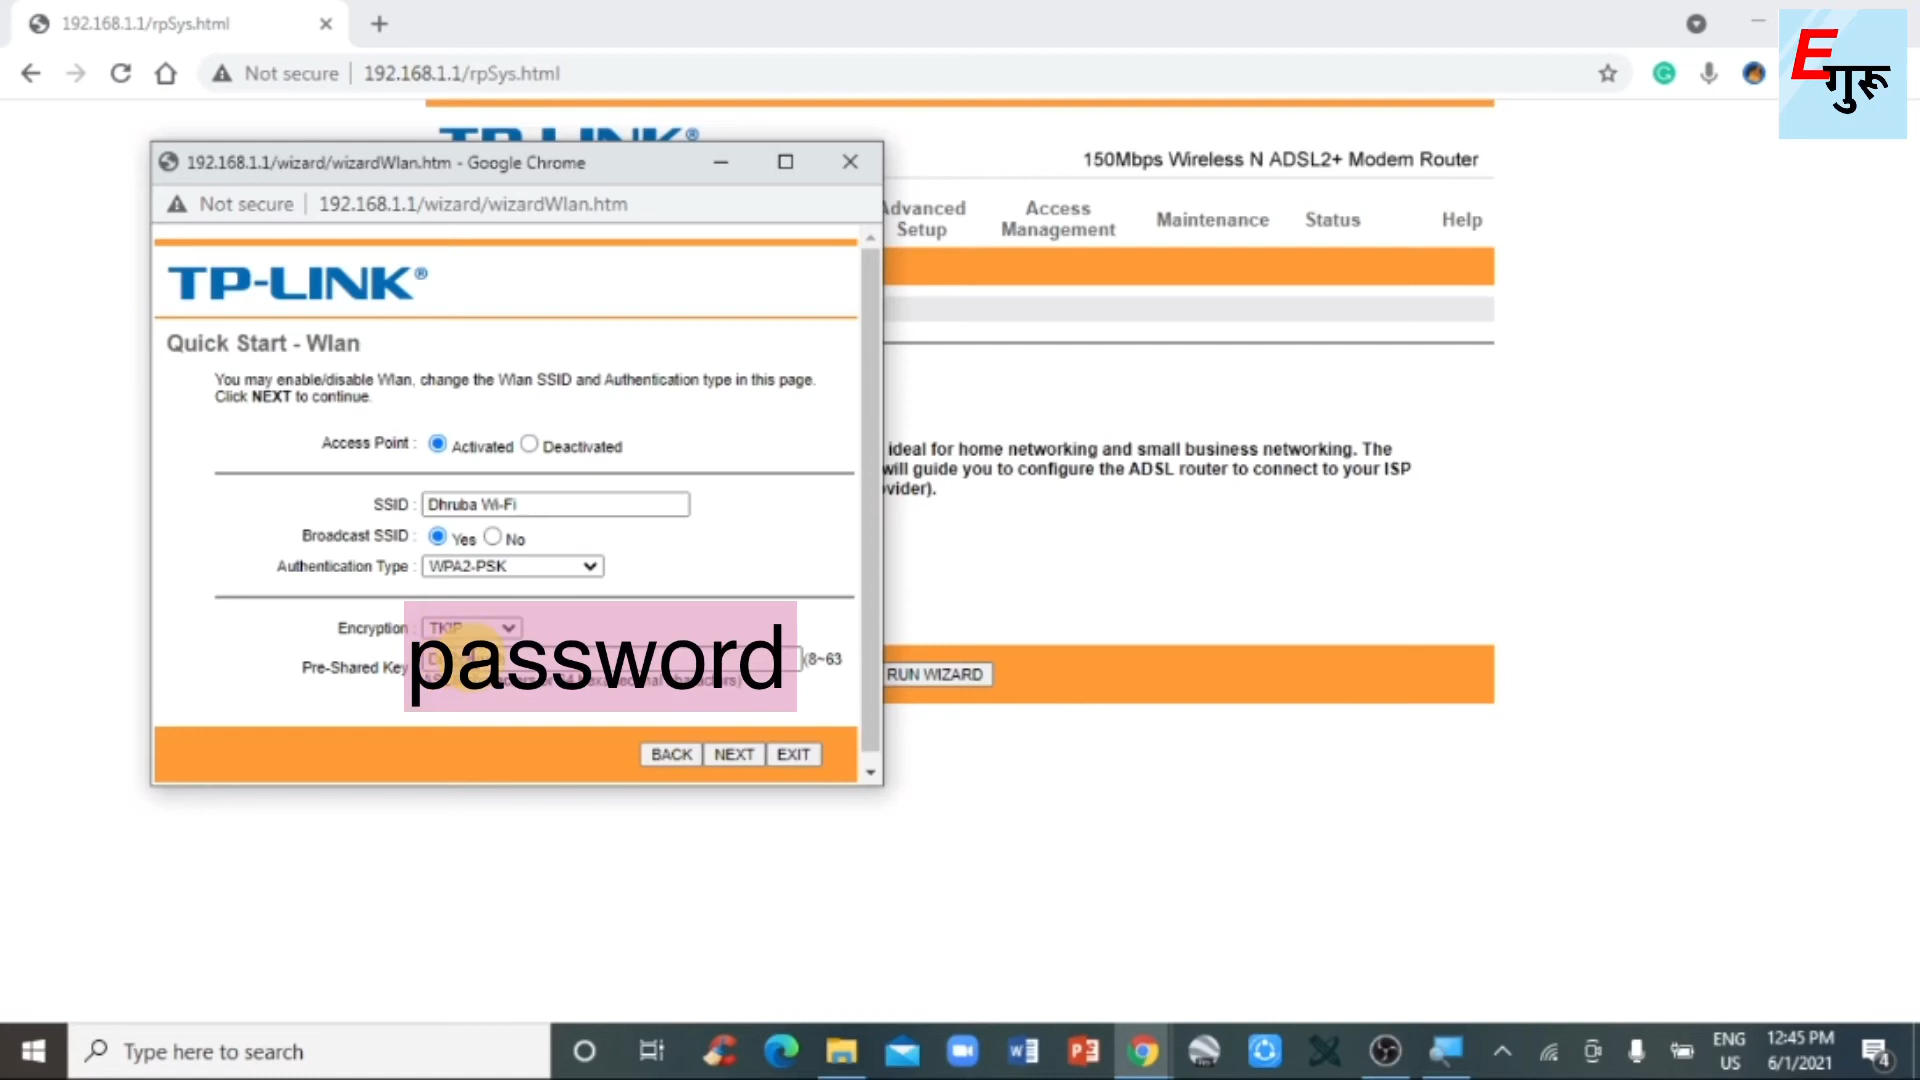 192.168.1.1/rpSys.html
Not secure 192.168.1.1/rpSys.html
E
गुरू
TP-LINK®
150Mbps Wireless N ADSL2+ Modem Router
192.168.1.1/wizard/wizardWlan.htm - Google Chrome
Not secure 192.168.1.1/wizard/wizardWlan.htm
Advanced Setup
Access Management
Maintenance
Status
Help
TP-LINK®
Quick Start - Wlan
You may enable/disable Wlan, change the Wlan SSID and Authentication type in this page.
Click NEXT to continue.
Access Point : Activated Deactivated
SSID : Dhruba Wi-Fi
Broadcast SSID : Yes No
Authentication Type : WPA2-PSK
Encryption : TKIP
Pre-Shared Key (8~63
password
BACK NEXT EXIT
ideal for home networking and small business networking. The
will guide you to configure the ADSL router to connect to your ISP
RUN WIZARD
Type here to search
ENG
US
12:45 PM
6/1/2021
4